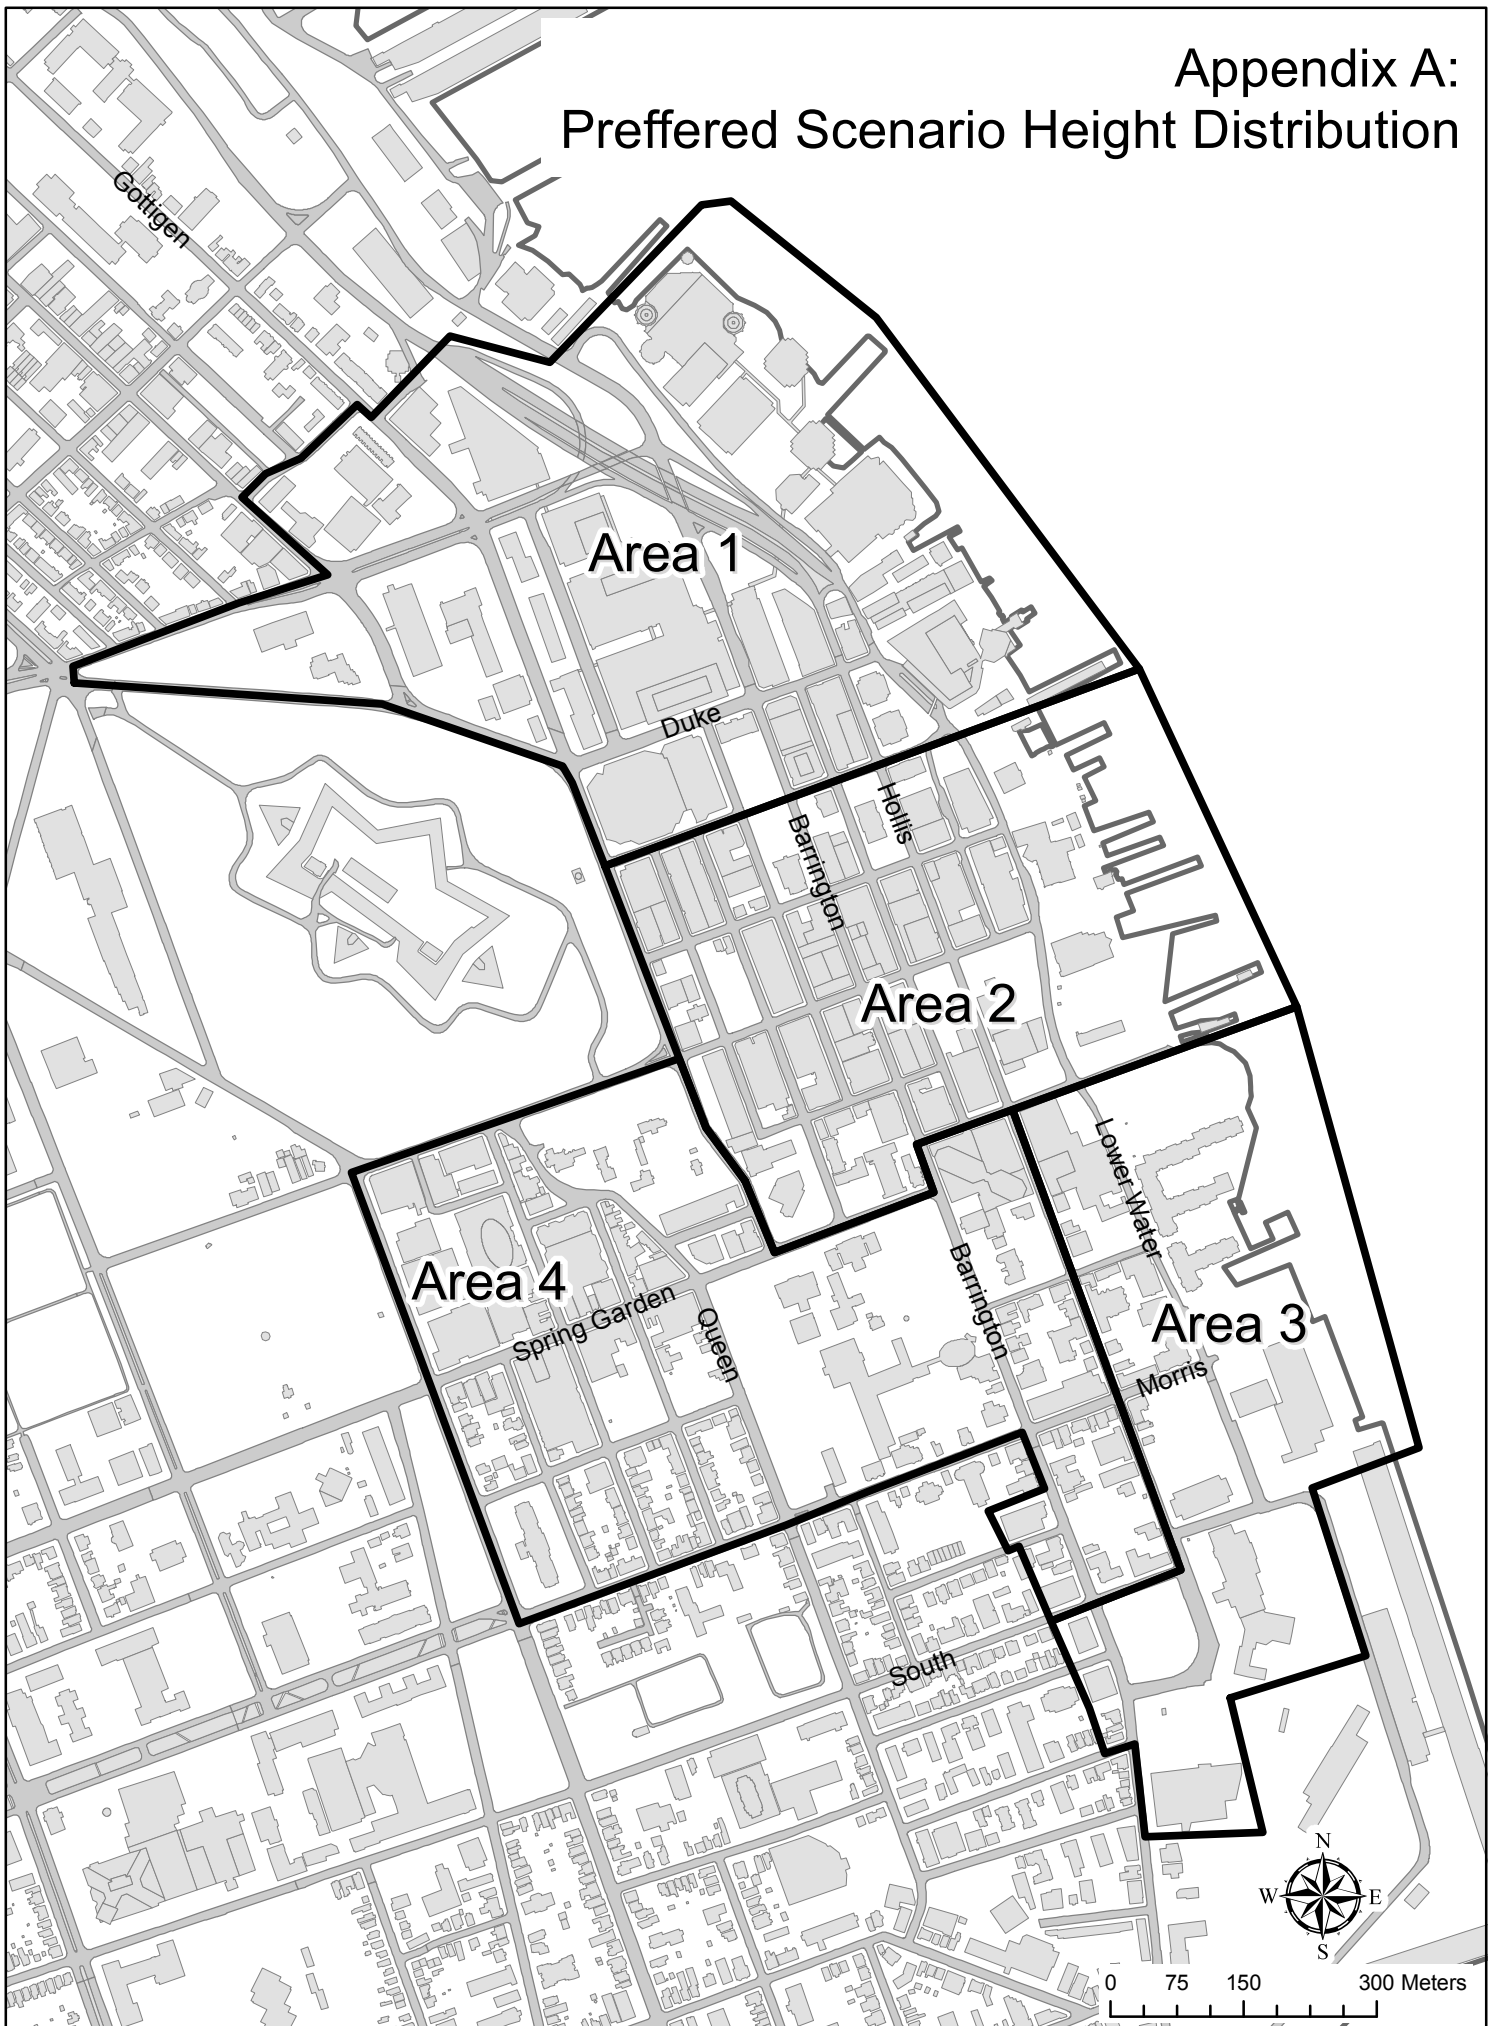 Appendix A:
Preffered Scenario Height Distribution
Gottigen
Area 1
Duke
Hollis
Barrington
Area 2
Lower Water
Area 4
Spring Garden
Queen
Barrington
Area 3
Morris
South
N
W E
S
0 75 150 300 Meters